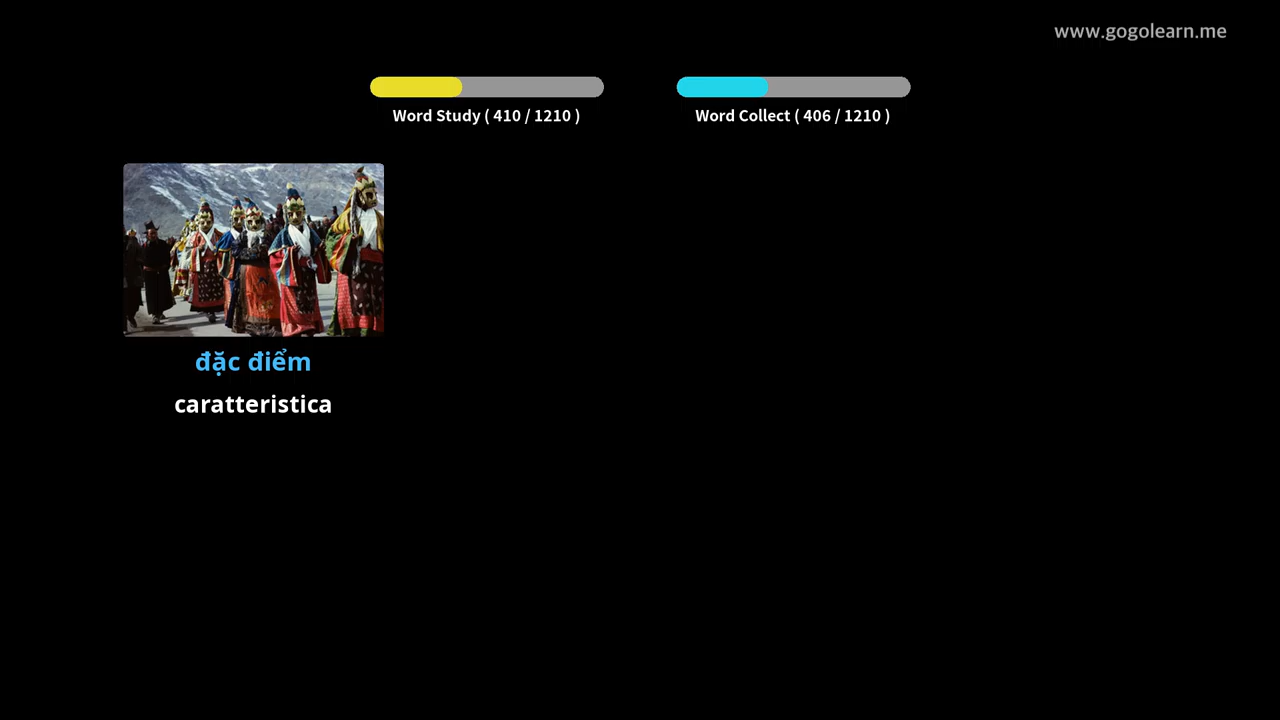 www.gogolearn.me
Word Study ( 410 / 1210 )
Word Collect ( 406 / 1210 )
đặc điểm
caratteristica